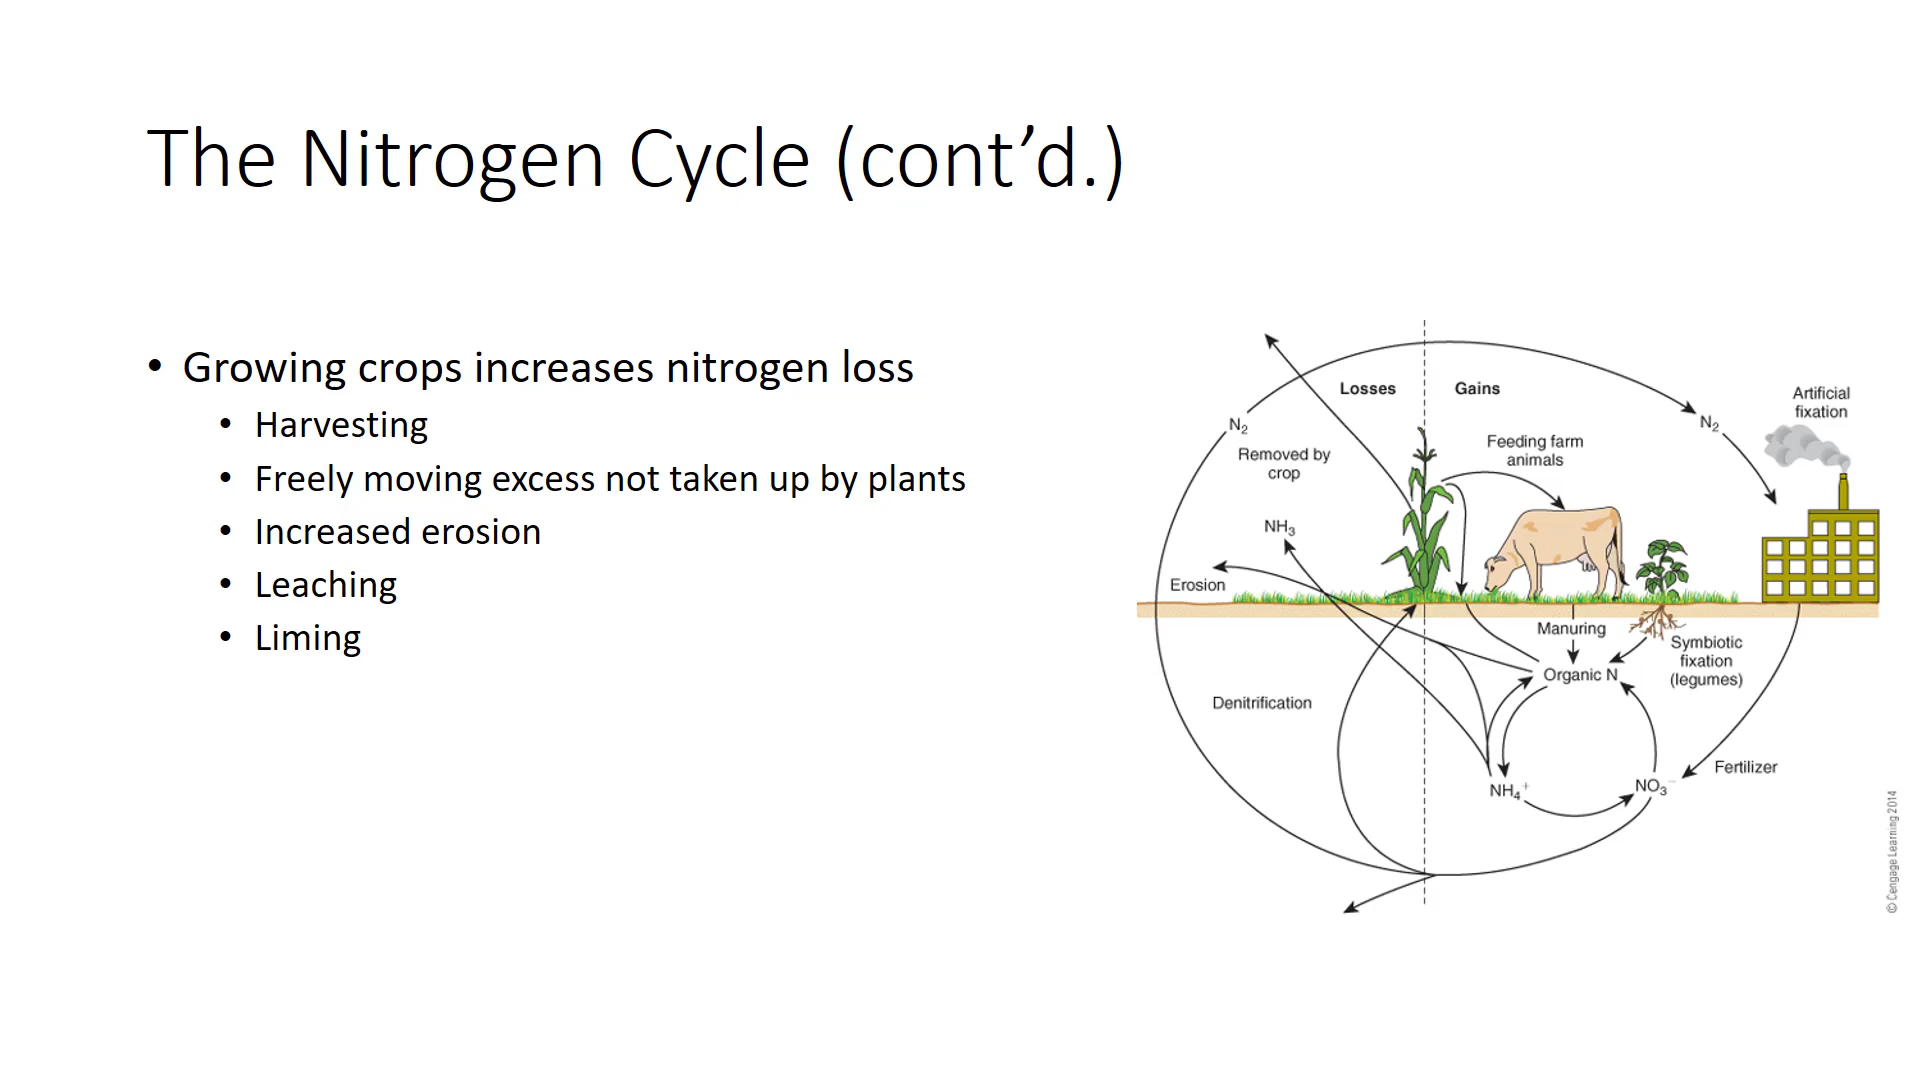 The Nitrogen Cycle (cont’d.)
• Growing crops increases nitrogen loss
• Harvesting
• Freely moving excess not taken up by plants
• Increased erosion
• Leaching
• Liming
Losses
Gains
Artificial
fixation
N₂
N₂
Feeding farm
animals
Removed by
crop
NH₃
Erosion
Manuring
Symbiotic
fixation
(legumes)
Organic N
Denitrification
Fertilizer
NH₄⁺
NO₃⁻
© Cengage Learning 2014